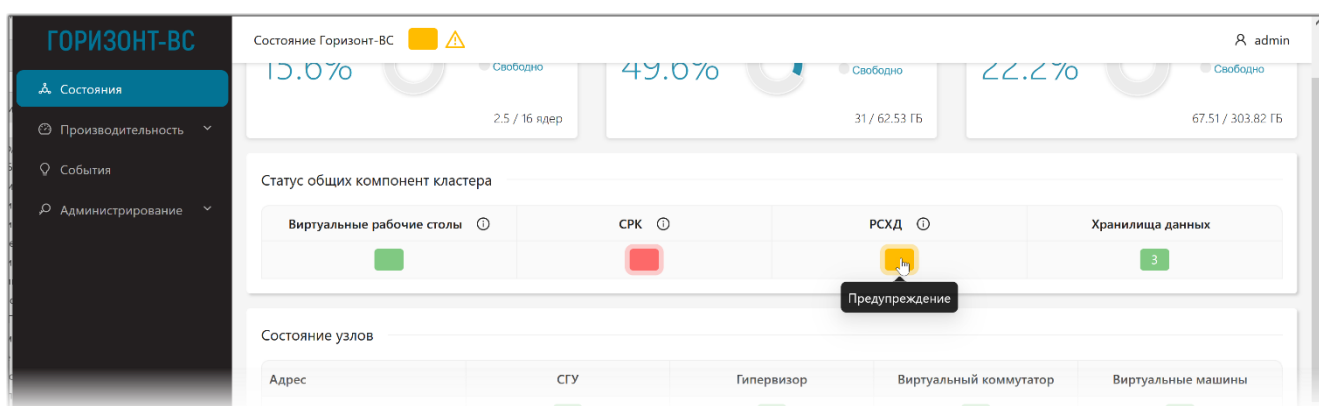 ГОРИЗОНТ-ВС
Состояние Горизонт-ВС
admin
Состояния
Производительность
События
Администрирование
15.6% Свободно
2.5 / 16 ядер
49.6% Свободно
31 / 62.53 ГБ
22.2% Свободно
67.51 / 303.82 ГБ
Статус общих компонент кластера
Виртуальные рабочие столы СРК РСХД Хранилища данных
3
Предупреждение
Состояние узлов
Адрес СГУ Гипервизор Виртуальный коммутатор Виртуальные машины